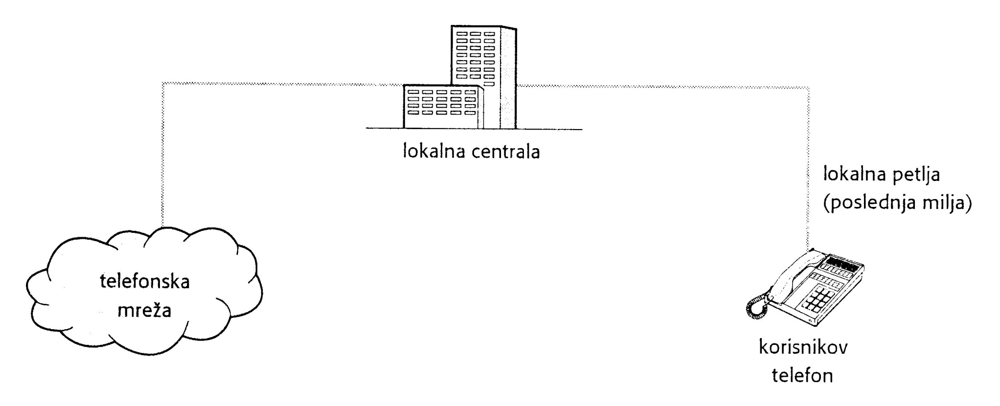 lokalna centrala
lokalna petlja
(poslednja milja)
telefonska
mreža
korisnikov
telefon